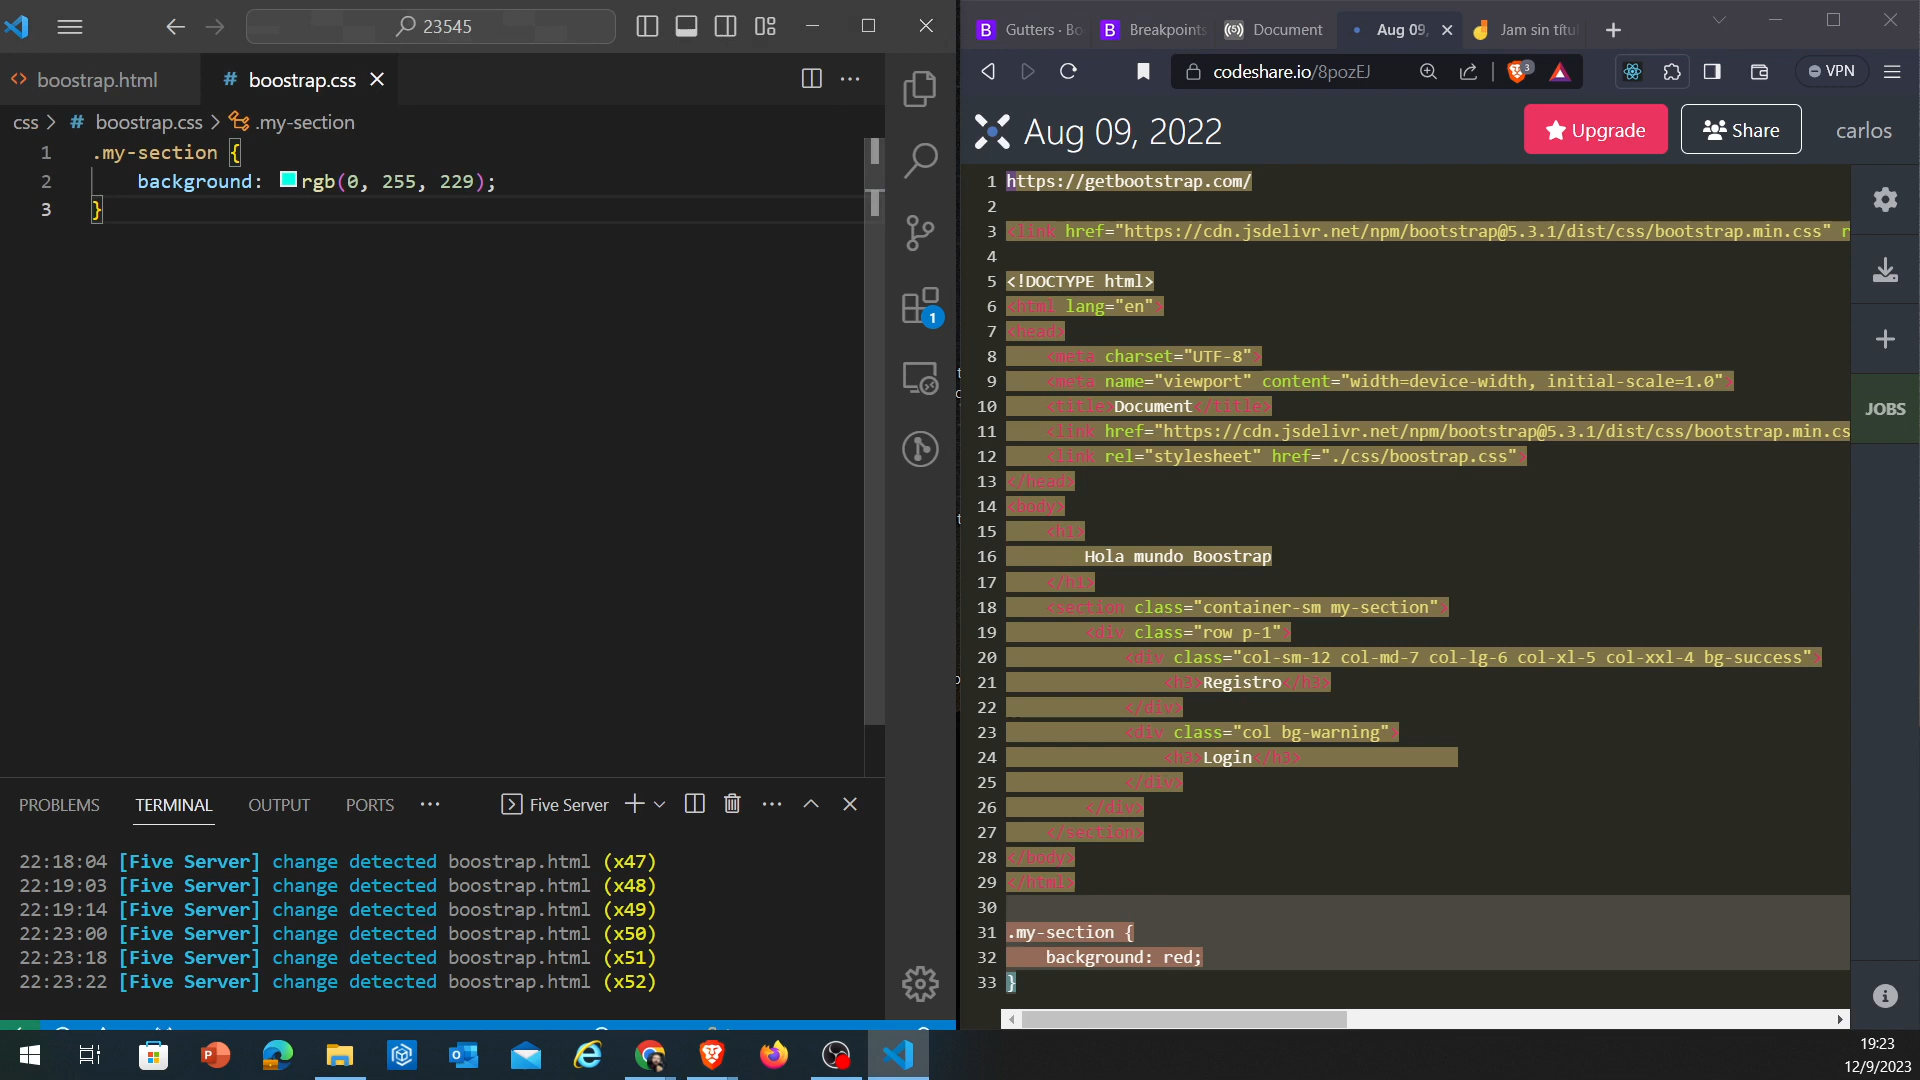 23545
boostrap.html
# boostrap.css
css > # boostrap.css > .my-section
1 .my-section {
2 background: rgb(0, 255, 229);
3 }
1
PROBLEMS
TERMINAL
OUTPUT
PORTS
Five Server
22:18:04 [Five Server] change detected boostrap.html (x47)
22:19:03 [Five Server] change detected boostrap.html (x48)
22:19:14 [Five Server] change detected boostrap.html (x49)
22:23:00 [Five Server] change detected boostrap.html (x50)
22:23:18 [Five Server] change detected boostrap.html (x51)
22:23:22 [Five Server] change detected boostrap.html (x52)
B Gutters · Bo
B Breakpoints
Document
Aug 09,
Jam sin títu
codeshare.io/8pozEJ
3
VPN
Aug 09, 2022
Upgrade
Share
carlos
1 https://getbootstrap.com/
2
3 <link href="https://cdn.jsdelivr.net/npm/bootstrap@5.3.1/dist/css/bootstrap.min.css" r
4
5 <!DOCTYPE html>
6 <html lang="en">
7 <head>
8 <meta charset="UTF-8">
9 <meta name="viewport" content="width=device-width, initial-scale=1.0">
10 <title>Document</title>
11 <link href="https://cdn.jsdelivr.net/npm/bootstrap@5.3.1/dist/css/bootstrap.min.cs
12 <link rel="stylesheet" href="./css/boostrap.css">
13 </head>
14 <body>
15 <h1>
16 Hola mundo Boostrap
17 </h1>
18 <section class="container-sm my-section">
19 <div class="row p-1">
20 <div class="col-sm-12 col-md-7 col-lg-6 col-xl-5 col-xxl-4 bg-success">
21 <h3>Registro</h3>
22 </div>
23 <div class="col bg-warning">
24 <h3>Login</h3>
25 </div>
26 </div>
27 </section>
28 </body>
29 </html>
30
31 .my-section {
32 background: red;
33 }
JOBS
19:23
12/9/2023